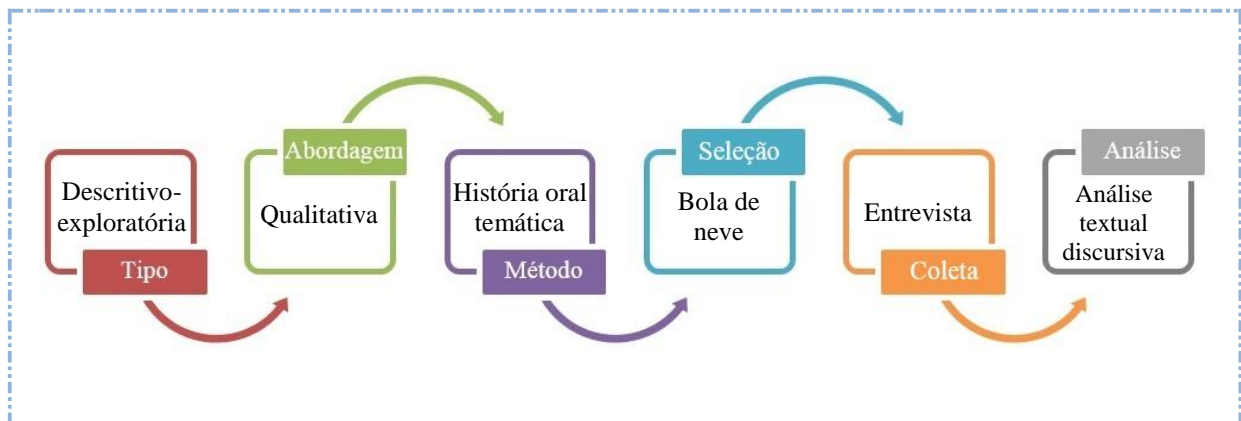 Descritivo-
exploratória
Tipo
Abordagem
Qualitativa
História oral
temática
Método
Seleção
Bola de
neve
Entrevista
Coleta
Análise
Análise
textual
discursiva